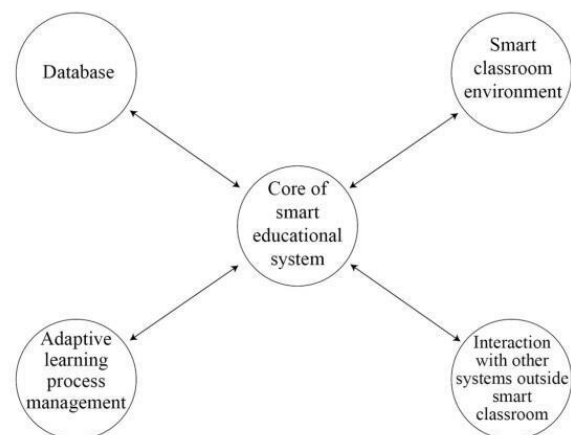 Database
Smart
classroom
environment
Core of
smart
educational
system
Adaptive
learning
process
management
Interaction
with other
systems outside
smart
classroom